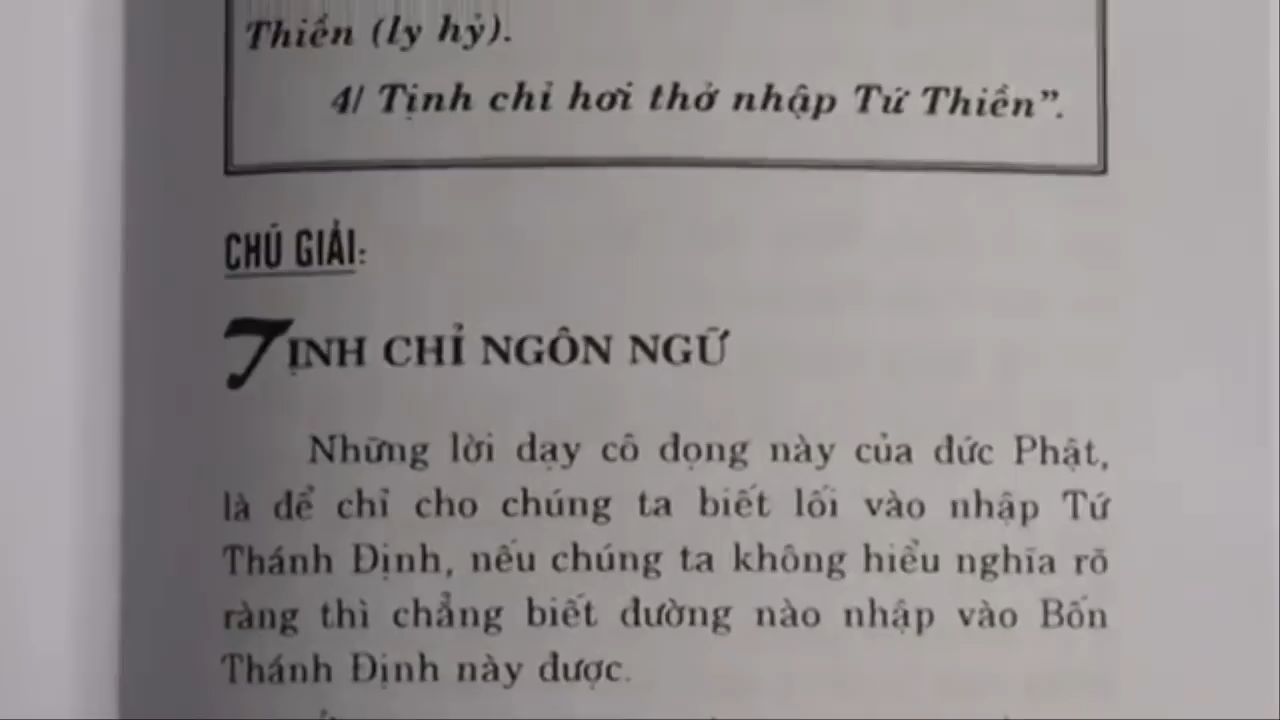 Thiền (ly hỷ).
4/ Tịnh chỉ hơi thở nhập Tứ Thiền”.
CHÚ GIẢI:
TỊNH CHỈ NGÔN NGỮ
Những lời dạy cô đọng này của đức Phật,
là để chỉ cho chúng ta biết lối vào nhập Tứ
Thánh Định, nếu chúng ta không hiểu nghĩa rõ
ràng thì chẳng biết đường nào nhập vào Bốn
Thánh Định này được.